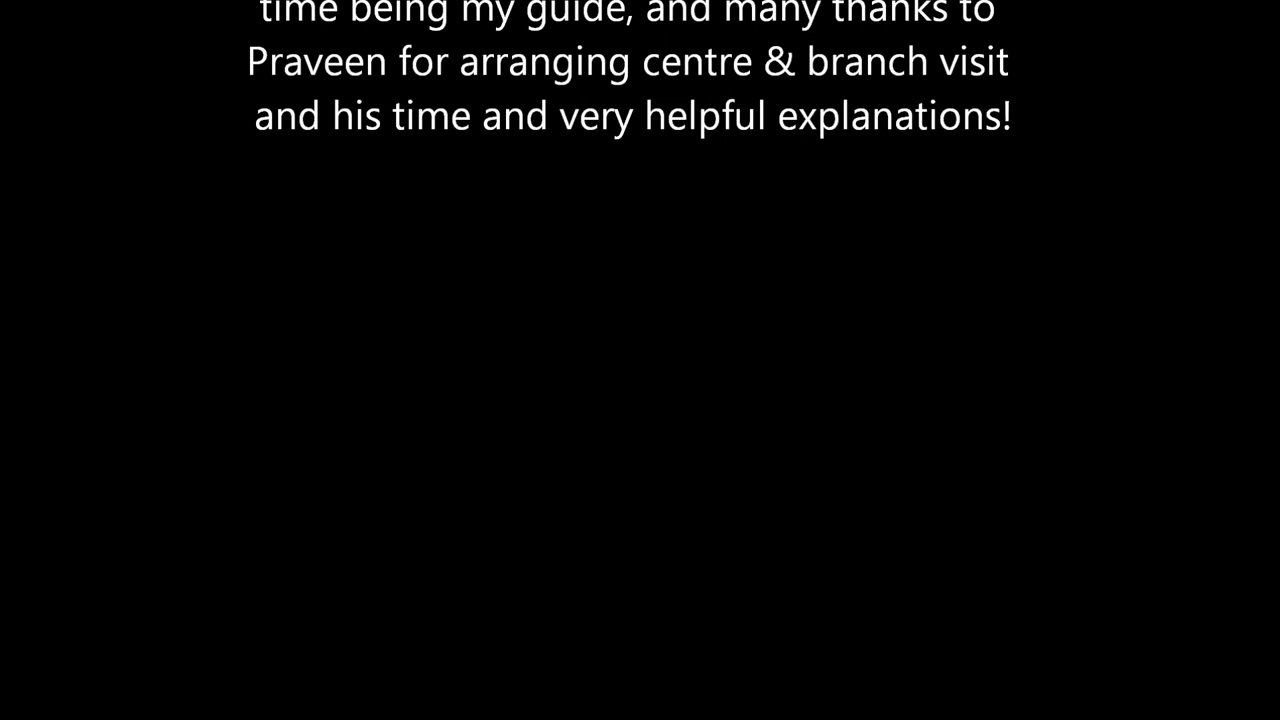 time being my guide, and many thanks to
Praveen for arranging centre & branch visit
and his time and very helpful explanations!